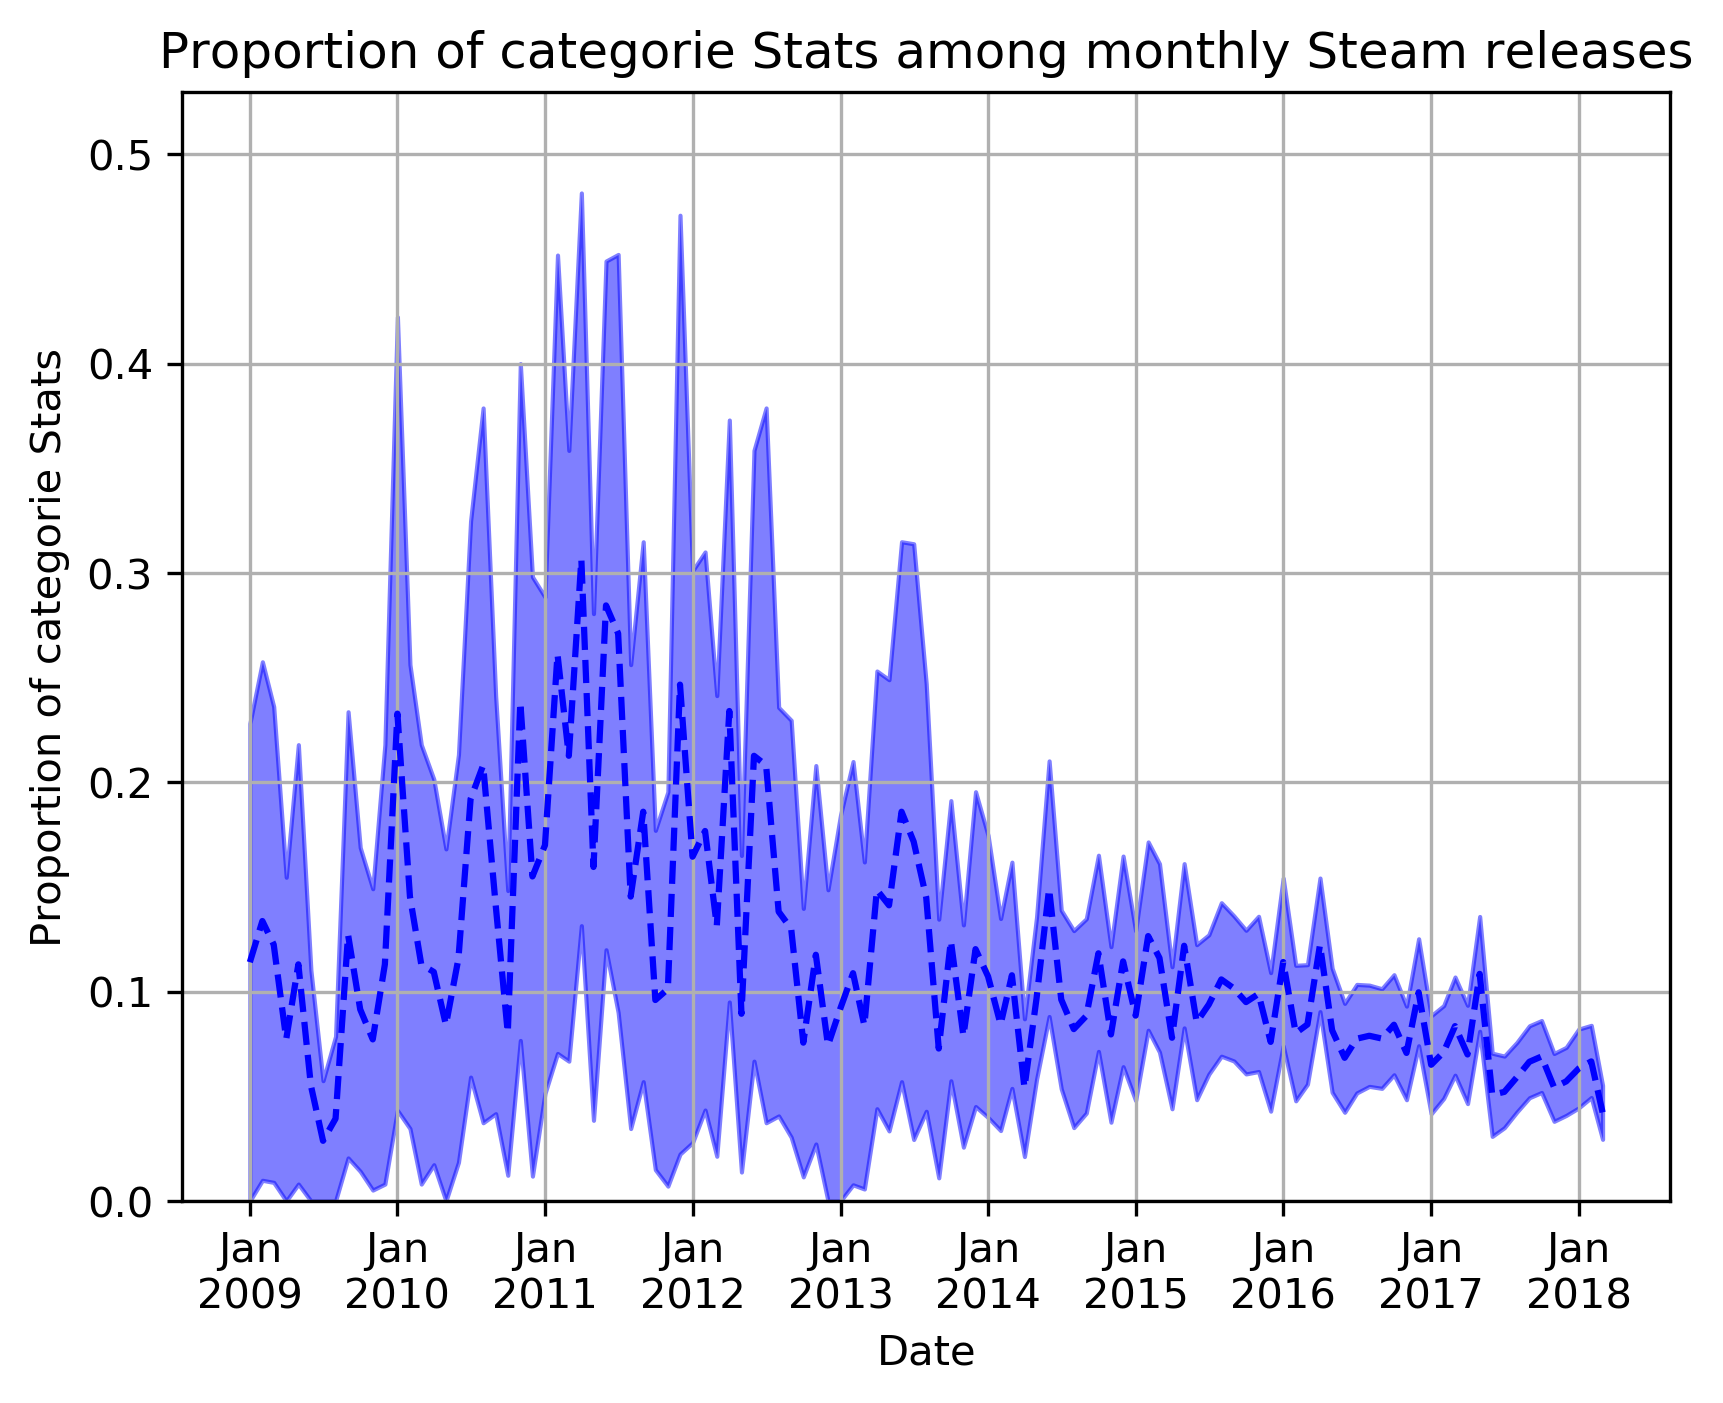 Proportion of categorie Stats among monthly Steam releases
Proportion of categorie Stats
0.5
0.4
0.3
0.2
0.1
0.0
Jan Jan Jan Jan Jan Jan Jan Jan Jan Jan
2009 2010 2011 2012 2013 2014 2015 2016 2017 2018
Date